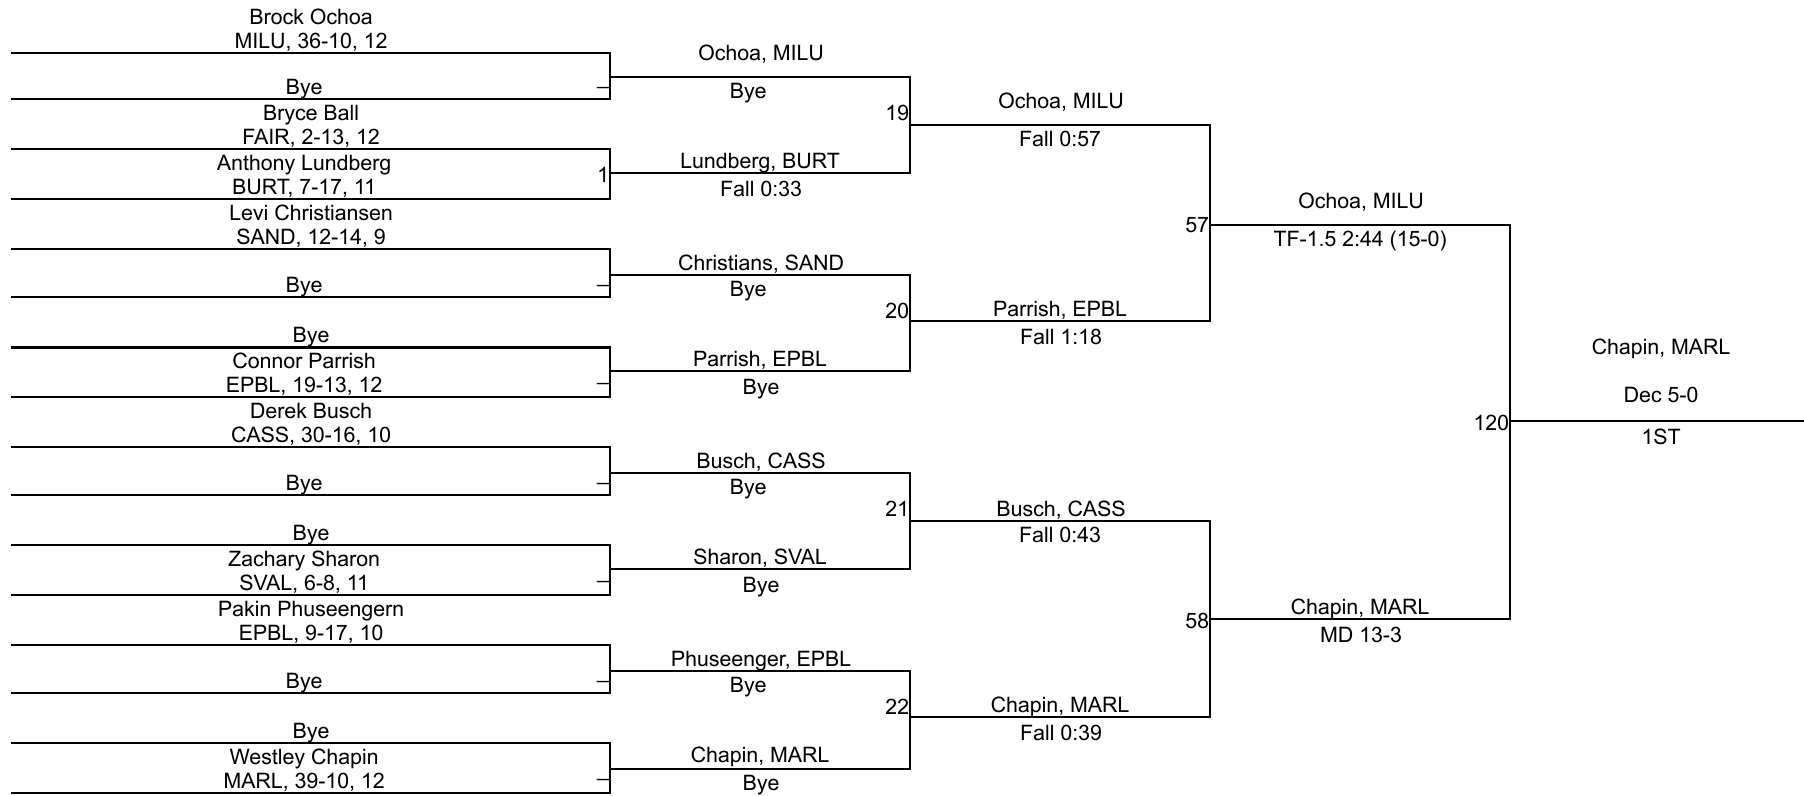 Brock Ochoa
MILU, 36-10, 12
Bye
Bryce Ball
FAIR, 2-13, 12
Anthony Lundberg
BURT, 7-17, 11
1
Levi Christiansen
SAND, 12-14, 9
Bye
Bye
Connor Parrish
EPBL, 19-13, 12
Derek Busch
CASS, 30-16, 10
Bye
Bye
Zachary Sharon
SVAL, 6-8, 11
Pakin Phuseengern
EPBL, 9-17, 10
Bye
Bye
Westley Chapin
MARL, 39-10, 12
Ochoa, MILU
Bye
19
Lundberg, BURT
Fall 0:33
Christians, SAND
Bye
20
Parrish, EPBL
Bye
Busch, CASS
Bye
21
Sharon, SVAL
Bye
Phuseenger, EPBL
Bye
22
Chapin, MARL
Bye
Ochoa, MILU
Fall 0:57
57
Parrish, EPBL
Fall 1:18
Busch, CASS
Fall 0:43
58
Chapin, MARL
Fall 0:39
Ochoa, MILU
TF-1.5 2:44 (15-0)
120
Chapin, MARL
MD 13-3
Chapin, MARL
Dec 5-0
1ST